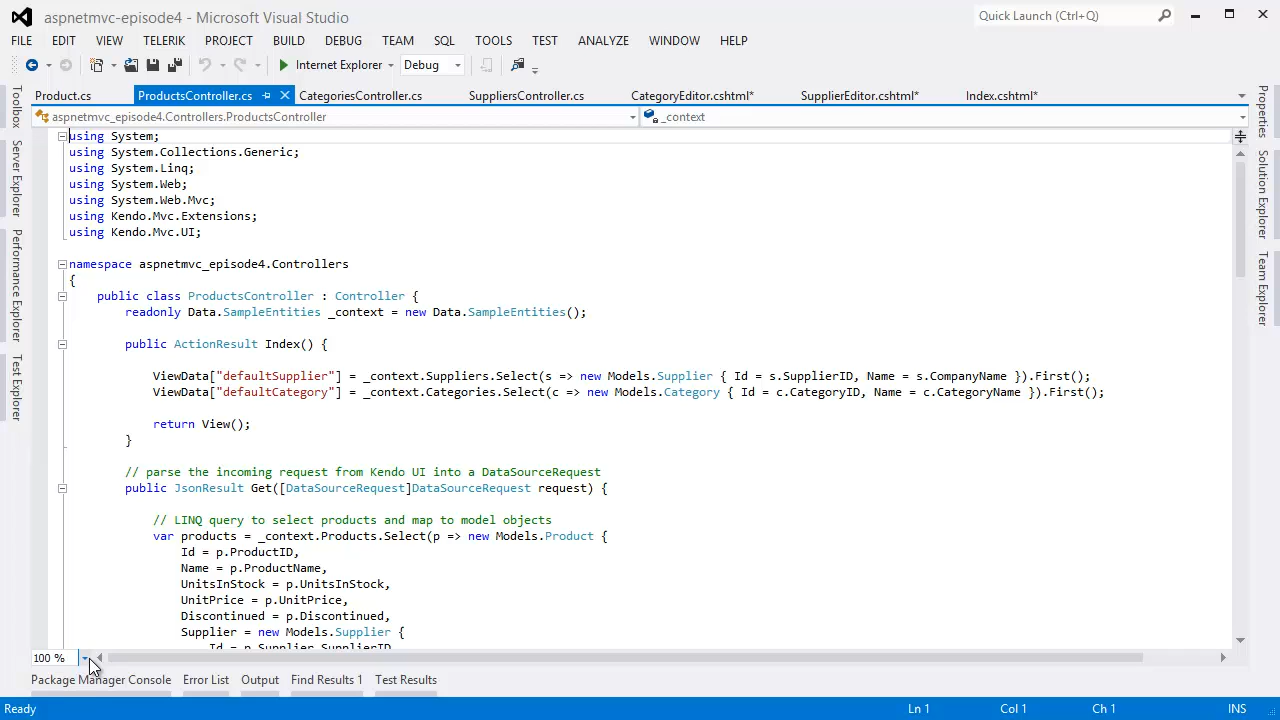 aspnetmvc-episode4 - Microsoft Visual Studio
Quick Launch (Ctrl+Q)
FILE EDIT VIEW TELERIK PROJECT BUILD DEBUG TEAM SQL TOOLS TEST ANALYZE WINDOW HELP
Internet Explorer Debug
Product.cs ProductsController.cs CategoriesController.cs SuppliersController.cs CategoryEditor.cshtml* SupplierEditor.cshtml* Index.cshtml*
aspnetmvc_episode4.Controllers.ProductsController _context
Toolbox
Server Explorer
Performance Explorer
Test Explorer
using System;
using System.Collections.Generic;
using System.Linq;
using System.Web;
using System.Web.Mvc;
using Kendo.Mvc.Extensions;
using Kendo.Mvc.UI;
namespace aspnetmvc_episode4.Controllers
{
public class ProductsController : Controller {
readonly Data.SampleEntities _context = new Data.SampleEntities();
public ActionResult Index() {
ViewData["defaultSupplier"] = _context.Suppliers.Select(s => new Models.Supplier { Id = s.SupplierID, Name = s.CompanyName }).First();
ViewData["defaultCategory"] = _context.Categories.Select(c => new Models.Category { Id = c.CategoryID, Name = c.CategoryName }).First();
return View();
}
// parse the incoming request from Kendo UI into a DataSourceRequest
public JsonResult Get([DataSourceRequest]DataSourceRequest request) {
// LINQ query to select products and map to model objects
var products = _context.Products.Select(p => new Models.Product {
Id = p.ProductID,
Name = p.ProductName,
UnitsInStock = p.UnitsInStock,
UnitPrice = p.UnitPrice,
Discontinued = p.Discontinued,
Supplier = new Models.Supplier {
Id = p.Supplier.SupplierID
Properties
Solution Explorer
Team Explorer
100 %
Package Manager Console Error List Output Find Results 1 Test Results
Ready Ln 1 Col 1 Ch 1 INS